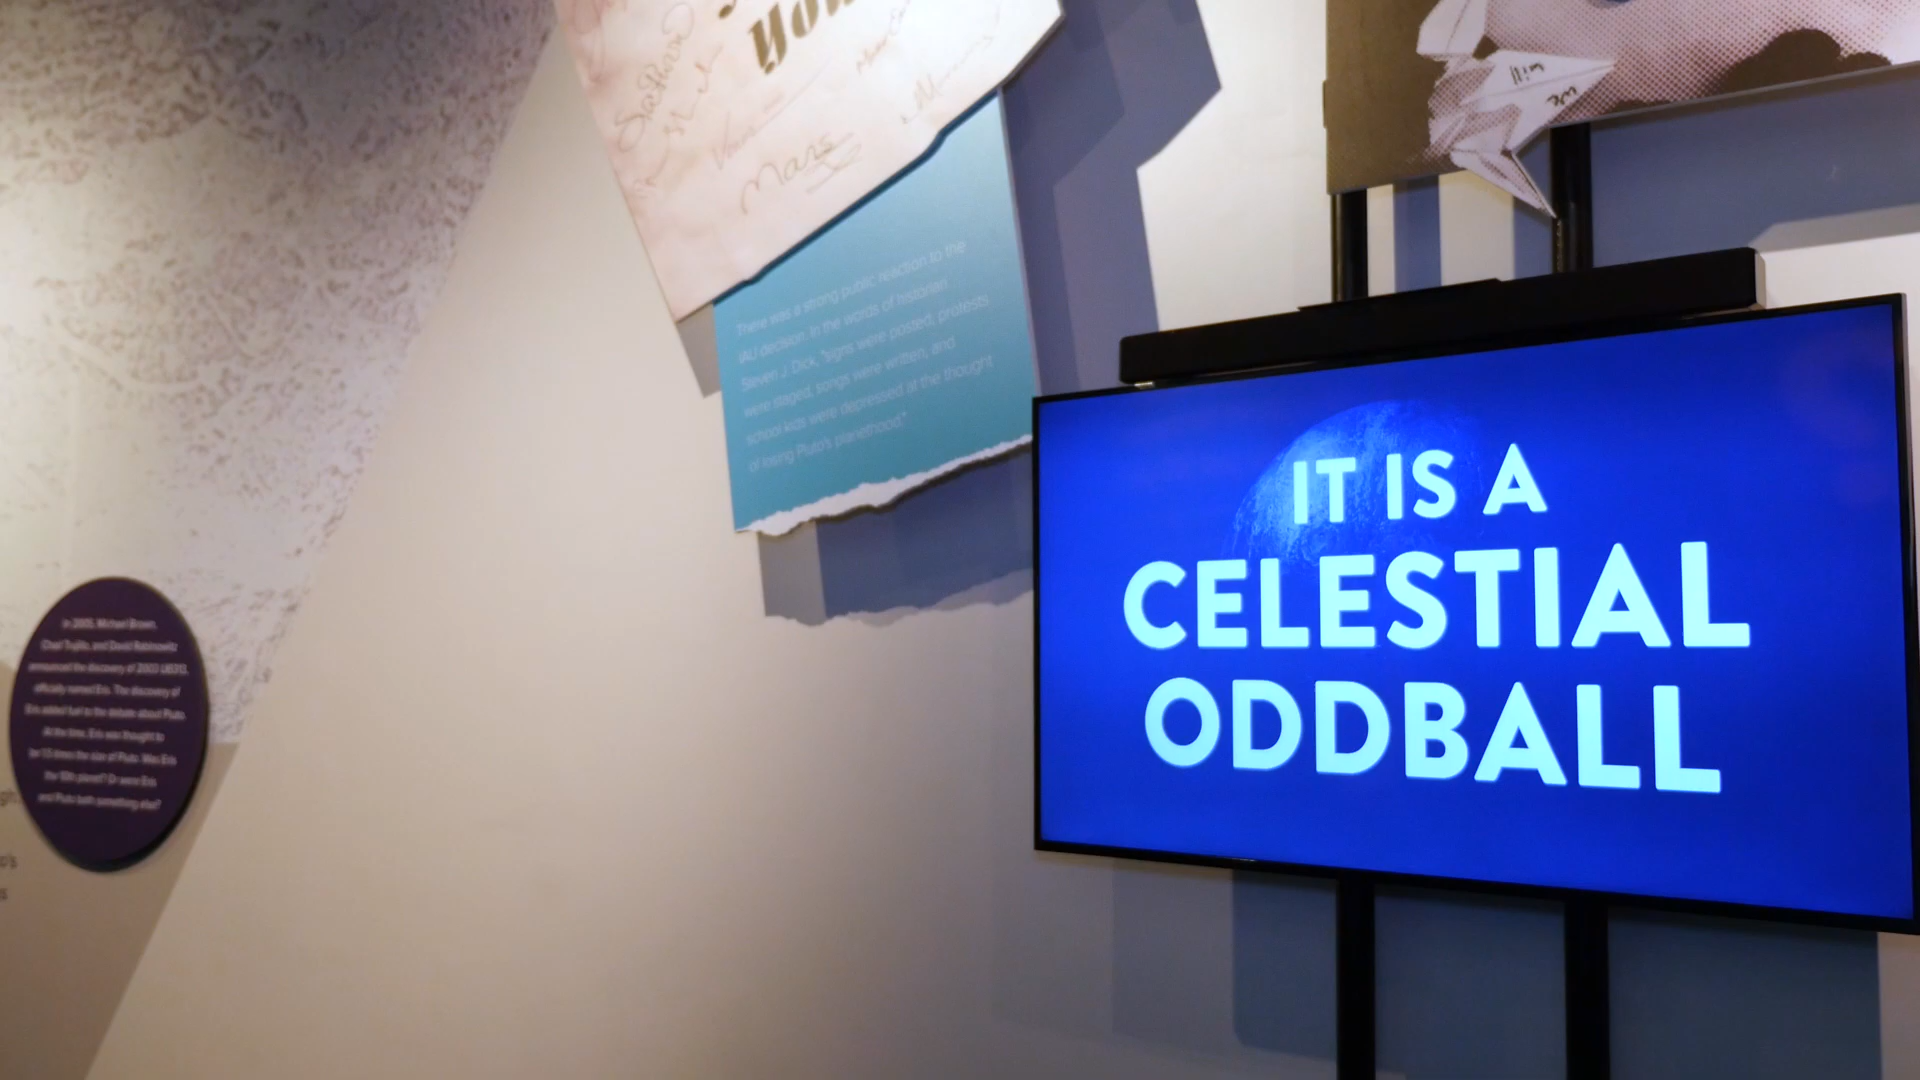 Mars
There was a strong public reaction to the
IAU decision. In the words of historian
Steven J. Dick, "signs were posted, protests
were staged, songs were written, and
school kids were depressed at the thought
of losing Pluto's planethood."
we will
IT IS A
CELESTIAL
ODDBALL
In 2005, Michael Brown,
Chad Trujillo, and David Rabinowitz
announced the discovery of 2003 UB313,
officially named Eris. The discovery of
Eris added fuel to the debate about Pluto.
At the time, Eris was thought to
be 1.5 times the size of Pluto. Was Eris
the 10th planet? Or were Eris
and Pluto both something else?